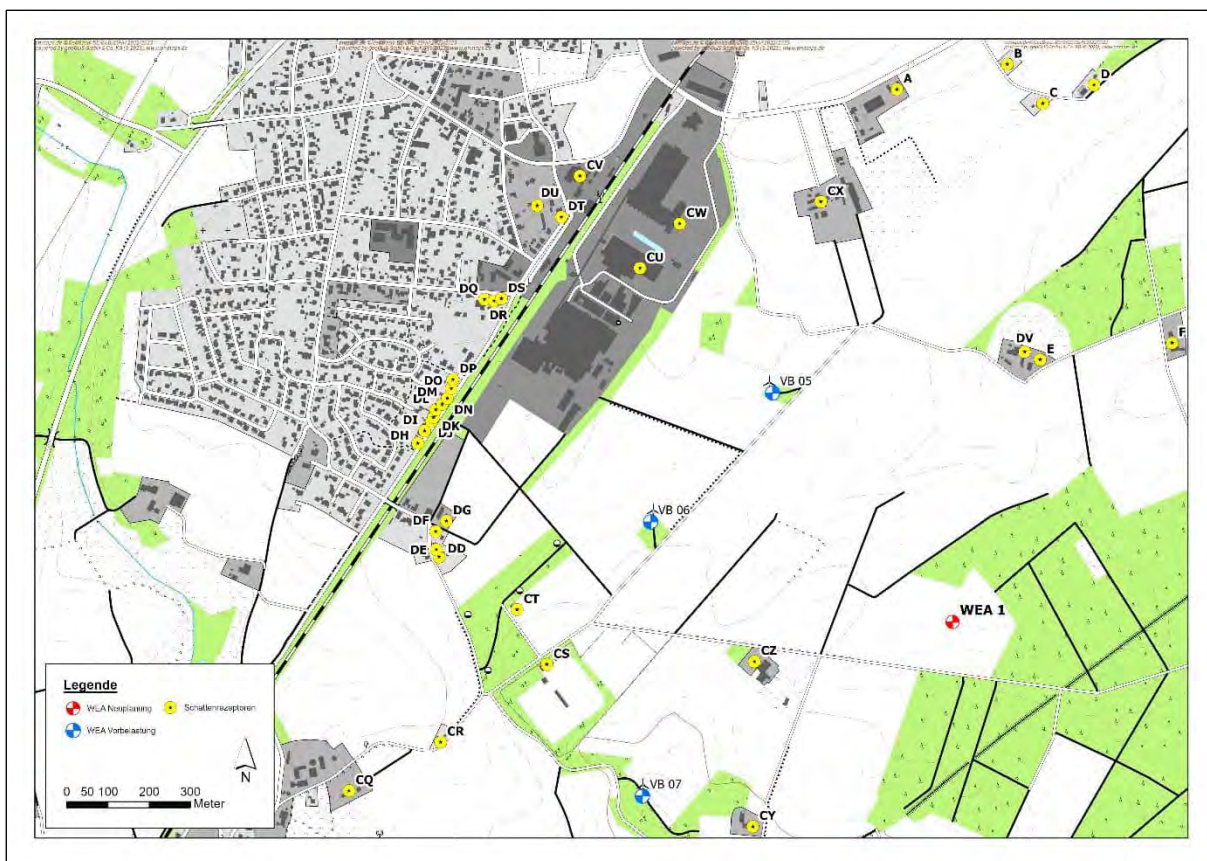 B
A
D
C
CV
CX
DU
DT
CW
CU
DQ
DS
DR
DV
E
F
DP
DO
VB 05
DM
DL
DN
DI
DK
DH
DJ
VB 06
DG
DF
DE
DD
CT
WEA 1
CS
CZ
Legende
WEA Neuplanung
Schattenrezeptoren
WEA Vorbelastung
CR
N
CQ
VB 07
0 50 100 200 300
Meter
CY